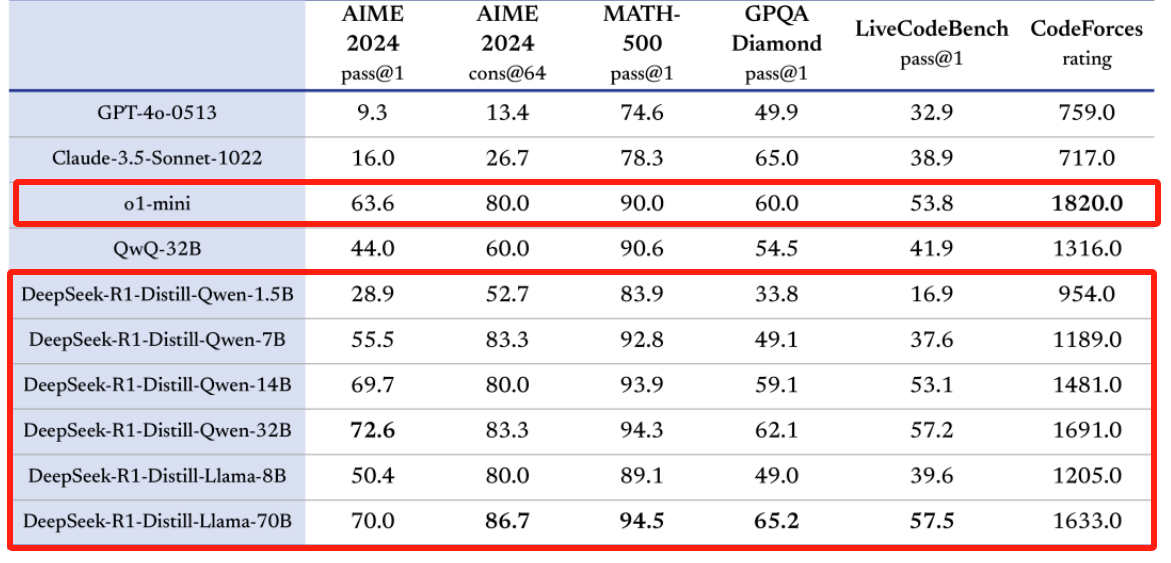 AIME 2024 pass@1 AIME 2024 cons@64 MATH-500 pass@1 GPQA Diamond pass@1 LiveCodeBench pass@1 CodeForces rating
GPT-4o-0513 9.3 13.4 74.6 49.9 32.9 759.0
Claude-3.5-Sonnet-1022 16.0 26.7 78.3 65.0 38.9 717.0
o1-mini 63.6 80.0 90.0 60.0 53.8 1820.0
QwQ-32B 44.0 60.0 90.6 54.5 41.9 1316.0
DeepSeek-R1-Distill-Qwen-1.5B 28.9 52.7 83.9 33.8 16.9 954.0
DeepSeek-R1-Distill-Qwen-7B 55.5 83.3 92.8 49.1 37.6 1189.0
DeepSeek-R1-Distill-Qwen-14B 69.7 80.0 93.9 59.1 53.1 1481.0
DeepSeek-R1-Distill-Qwen-32B 72.6 83.3 94.3 62.1 57.2 1691.0
DeepSeek-R1-Distill-Llama-8B 50.4 80.0 89.1 49.0 39.6 1205.0
DeepSeek-R1-Distill-Llama-70B 70.0 86.7 94.5 65.2 57.5 1633.0